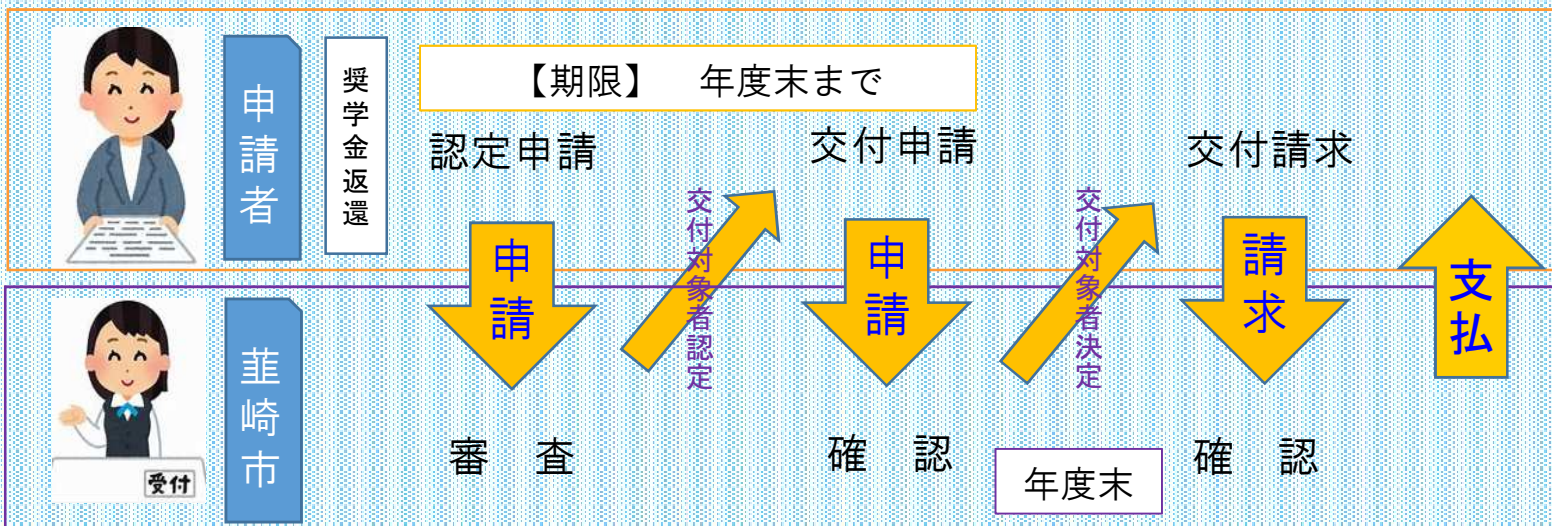 申請者
奨学金返還
【期限】　年度末まで
認定申請
交付申請
交付請求
申請
交付対象者認定
申請
交付対象者決定
請求
支払
韮崎市
受付
審　査
確　認
年度末
確　認